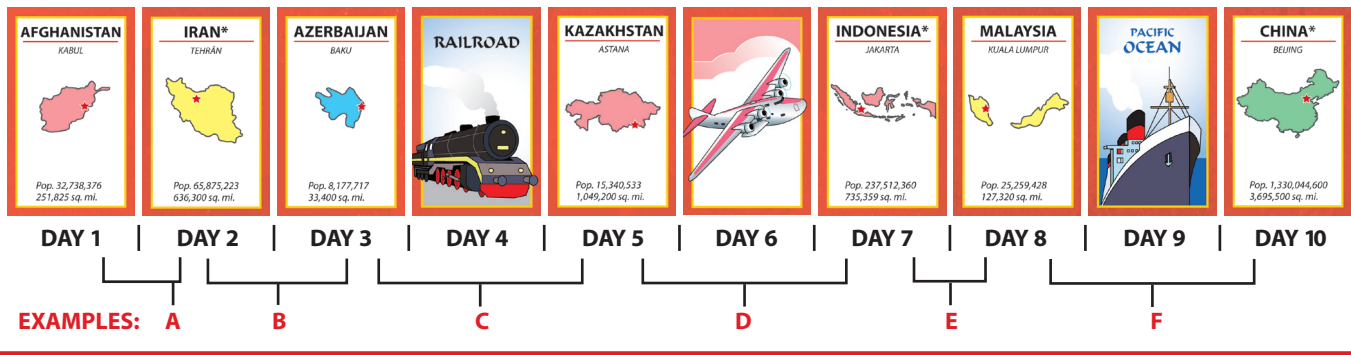 AFGHANISTAN
KABUL
Pop. 32,738,376
251,825 sq. mi.
IRAN*
TEHRĀN
Pop. 65,875,223
636,300 sq. mi.
AZERBAIJAN
BAKU
Pop. 8,177,717
33,400 sq. mi.
RAILROAD
KAZAKHSTAN
ASTANA
Pop. 15,340,533
1,049,200 sq. mi.
INDONESIA*
JAKARTA
Pop. 237,512,360
735,359 sq. mi.
MALAYSIA
KUALA LUMPUR
Pop. 25,259,428
127,320 sq. mi.
PACIFIC
OCEAN
CHINA*
BEIJING
Pop. 1,330,044,600
3,695,500 sq. mi.
DAY 1 | DAY 2 | DAY 3 | DAY 4 | DAY 5 | DAY 6 | DAY 7 | DAY 8 | DAY 9 | DAY 10
EXAMPLES: A B C D E F